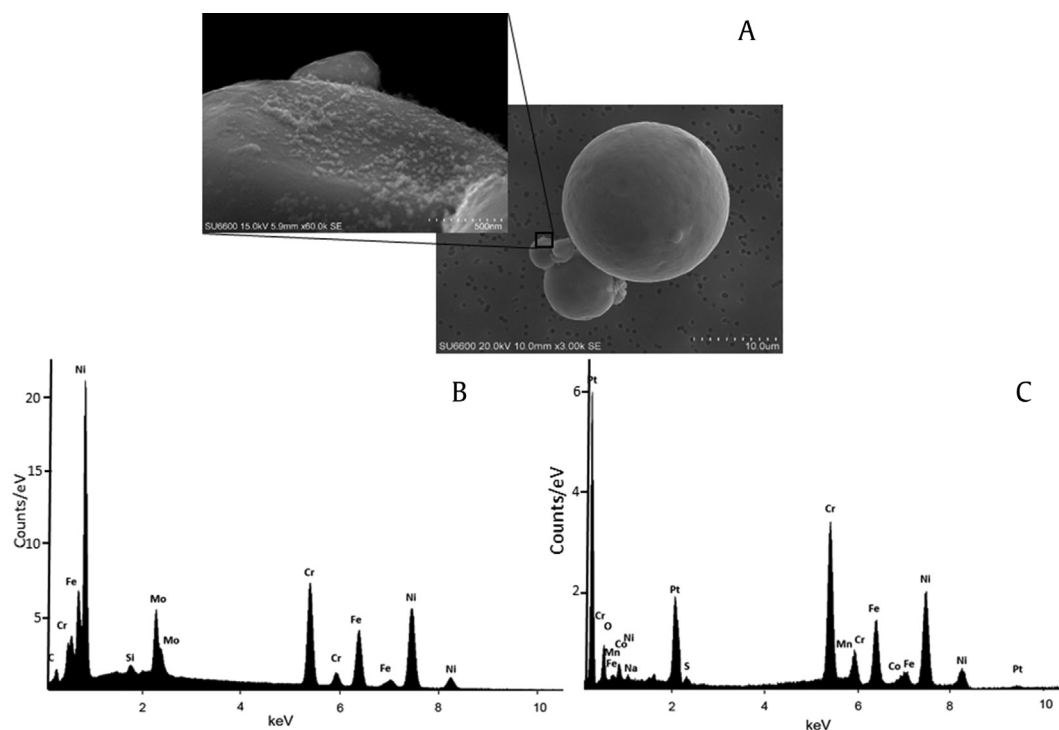 A
SU6600 15.0kV 5.9mm x60.0k SE
500nm
SU6600 20.0kV 10.0mm x3.00k SE
10.0um
B
Counts/eV
20
15
10
5
Ni
Fe
Cr
C
Si
Mo
Mo
Cr
Cr
Fe
Fe
Ni
Ni
2
4
6
8
10
keV
C
Counts/eV
6
4
2
Pt
Cr
O
Mn
Fe
Co
Ni
Na
Pt
S
Cr
Mn
Cr
Fe
Co
Fe
Ni
Ni
Pt
2
4
6
8
10
keV